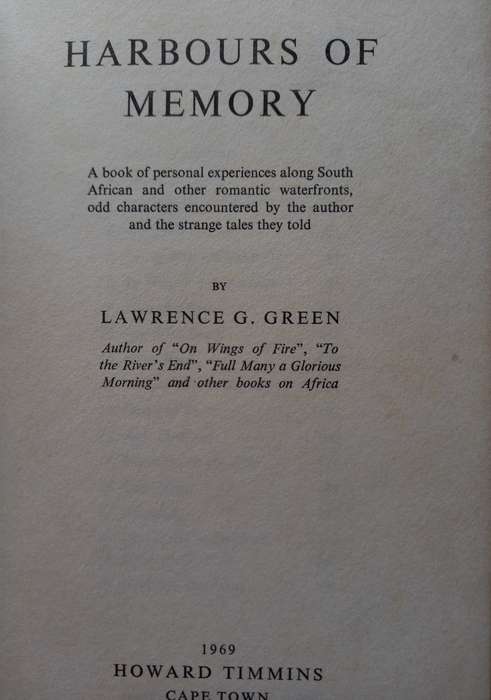 HARBOURS OF
MEMORY
A book of personal experiences along South
African and other romantic waterfronts,
odd characters encountered by the author
and the strange tales they told
BY
LAWRENCE G. GREEN
Author of "On Wings of Fire", "To
the River's End", "Full Many a Glorious
Morning" and other books on Africa
1969
HOWARD TIMMINS
CAPE TOWN